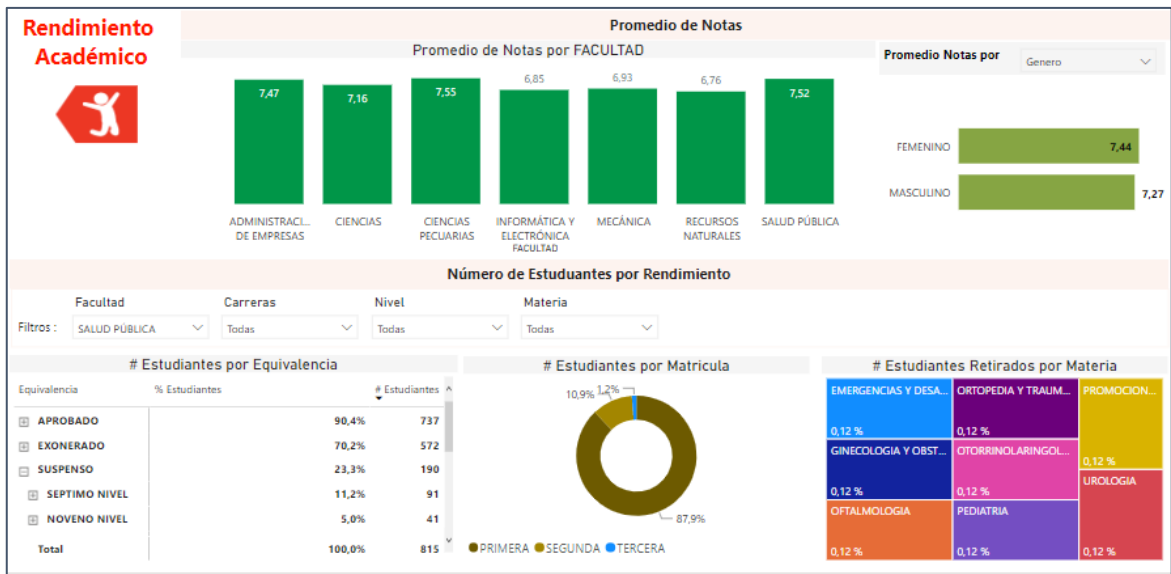 Rendimiento
Académico
Promedio de Notas
Promedio de Notas por FACULTAD
7,47
7,16
7,55
6,85
6,93
6,76
7,52
ADMINISTRACI...
DE EMPRESAS
CIENCIAS
CIENCIAS
PECUARIAS
INFORMÁTICA Y
ELECTRÓNICA
MECÁNICA
RECURSOS
NATURALES
SALUD PÚBLICA
FACULTAD
Promedio Notas por
Genero
FEMENINO
7,44
MASCULINO
7,27
Número de Estuduantes por Rendimiento
Filtros :
Facultad
SALUD PÚBLICA
Carreras
Todas
Nivel
Todas
Materia
Todas
# Estudiantes por Equivalencia
Equivalencia % Estudiantes # Estudiantes
APROBADO 90,4% 737
EXONERADO 70,2% 572
SUSPENSO 23,3% 190
SEPTIMO NIVEL 11,2% 91
NOVENO NIVEL 5,0% 41
Total 100,0% 815
# Estudiantes por Matrícula
10,9%
1,2%
87,9%
PRIMERA SEGUNDA TERCERA
# Estudiantes Retirados por Materia
EMERGENCIAS Y DESA...
0,12 %
GINECOLOGIA Y OBST...
0,12 %
OFTALMOLOGIA
0,12 %
ORTOPEDIA Y TRAUM...
0,12 %
OTORRINOLARINGOL...
0,12 %
PEDIATRIA
0,12 %
PROMOCION...
0,12 %
UROLOGIA
0,12 %